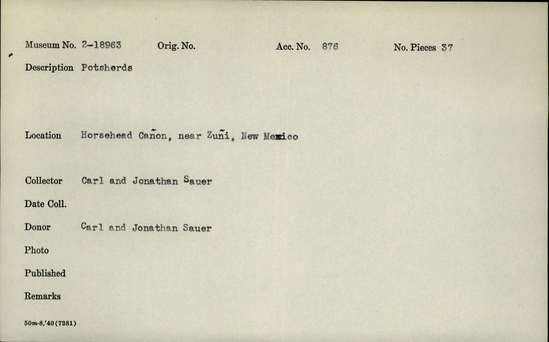 Museum No. 2-18963 Orig. No. Acc. No. 876 No. Pieces 37
Description Potsherds
Location Horsehead Cañon, near Zuñi, New Mexico
Collector Carl and Jonathan Sauer
Date Coll.
Donor Carl and Jonathan Sauer
Photo
Published
Remarks
50m-8,'40(7281)